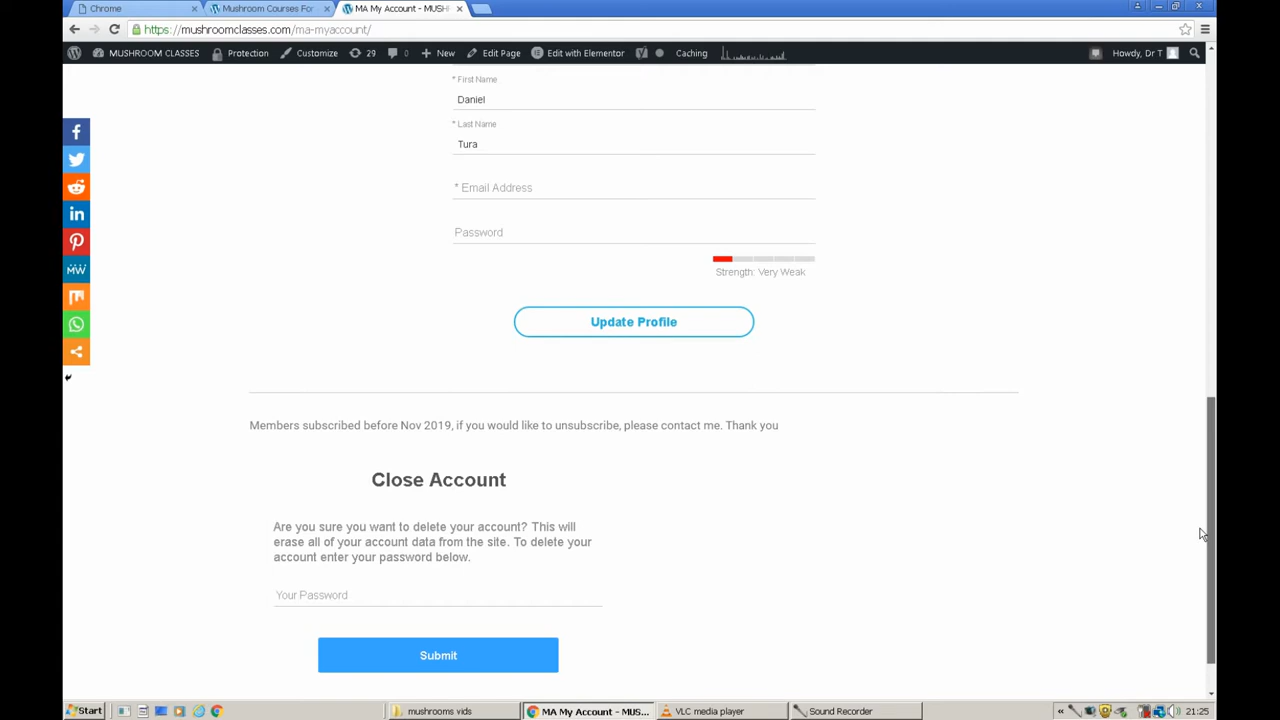 Chrome
Mushroom Courses For
MA My Account - MUSH
https://mushroomclasses.com/ma-myaccount/
MUSHROOM CLASSES Protection Customize 29 0 New Edit Page Edit with Elementor Caching Howdy, Dr T
* First Name
Daniel
* Last Name
Tura
* Email Address
Password
Strength: Very Weak
Update Profile
Members subscribed before Nov 2019, if you would like to unsubscribe, please contact me. Thank you
Close Account
Are you sure you want to delete your account? This will
erase all of your account data from the site. To delete your
account enter your password below.
Your Password
Submit
Start mushrooms vids MA My Account - MUS... VLC media player Sound Recorder 21:25